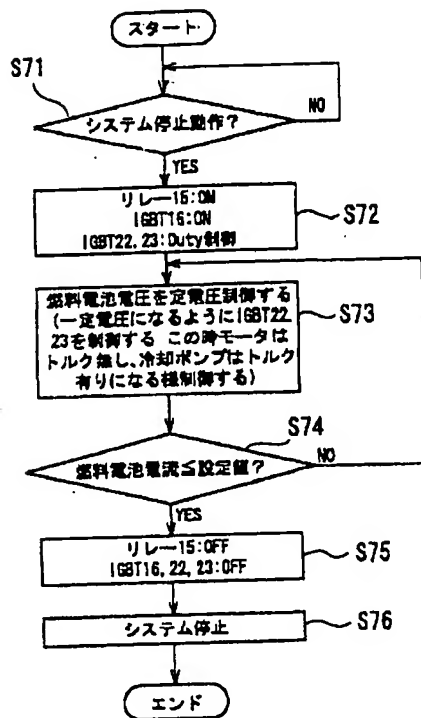 スタート
S71
NO
システム停止動作？
YES
リレー15:ON
IGBT16:ON
IGBT22,23:Duty制御
S72
燃料電池電圧を定電圧制御する
(一定電圧になるようにIGBT22,
23を制御する この時モータは
トルク無し、冷却ポンプはトルク
有りになる様制御する)
S73
S74
燃料電池電流≦設定値？
NO
YES
リレー15:OFF
IGBT16,22,23:OFF
S75
システム停止
S76
エンド